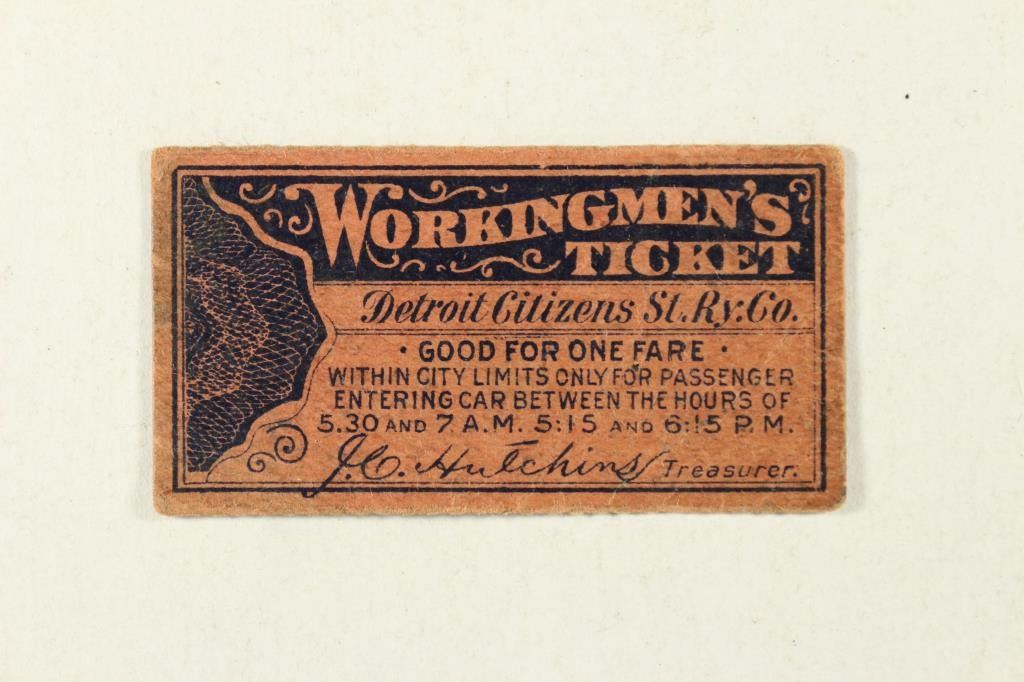 WORKINGMEN'S
TICKET
Detroit Citizens St. Ry. Co.
· GOOD FOR ONE FARE ·
WITHIN CITY LIMITS ONLY FOR PASSENGER
ENTERING CAR BETWEEN THE HOURS OF
5.30 AND 7 A.M. 5:15 AND 6:15 P.M.
J.C. Hutchins Treasurer.